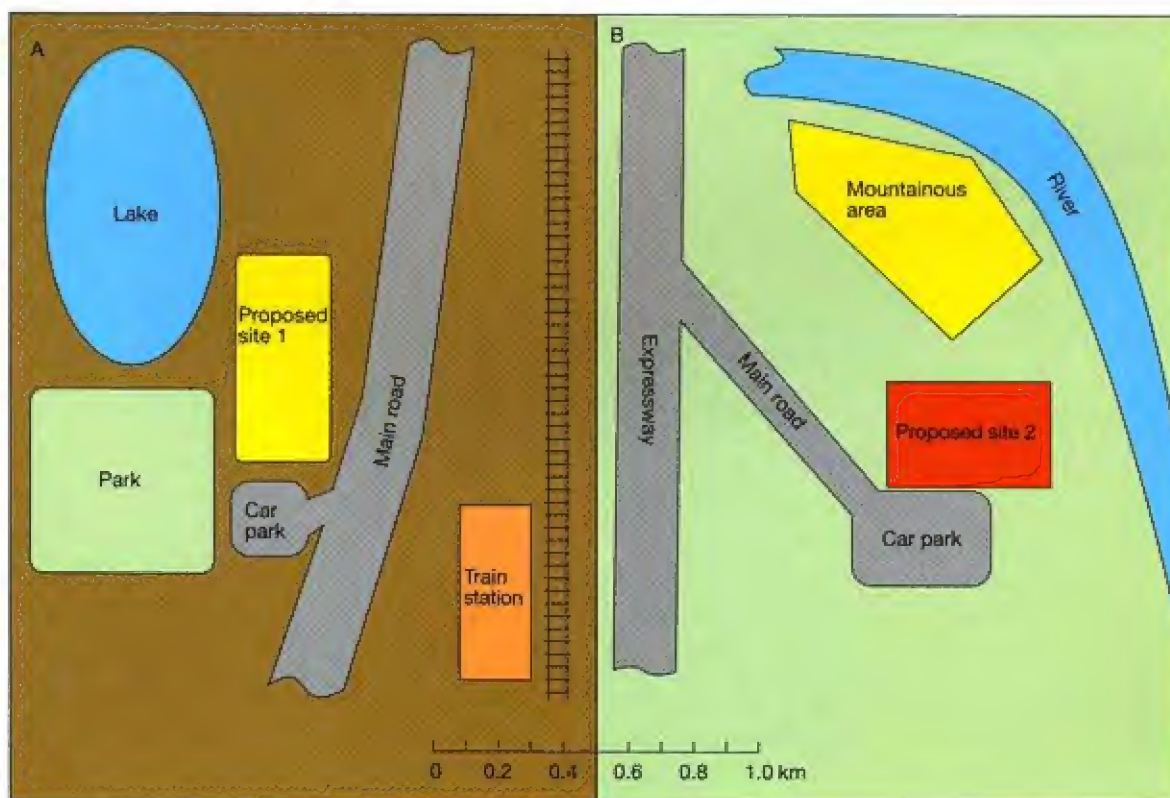 A
Lake
Proposed
site 1
Park
Car
park
Main road
Train
station
B
River
Mountainous
area
Expressway
Main road
Proposed site 2
Car park
0 0.2 0.4 0.6 0.8 1.0 km